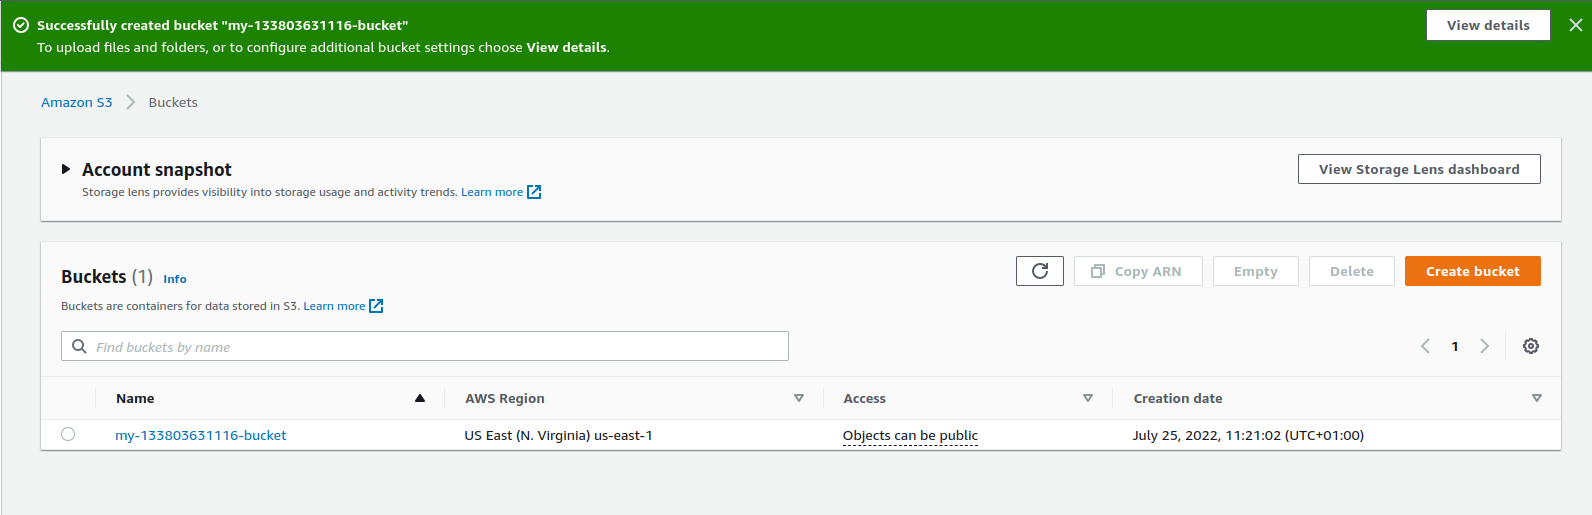 Successfully created bucket "my-133803631116-bucket"
To upload files and folders, or to configure additional bucket settings choose View details.
View details
Amazon S3 > Buckets
Account snapshot
Storage lens provides visibility into storage usage and activity trends. Learn more
View Storage Lens dashboard
Buckets (1) Info
Copy ARN
Empty
Delete
Create bucket
Buckets are containers for data stored in S3. Learn more
Find buckets by name
1
Name AWS Region Access Creation date
my-133803631116-bucket US East (N. Virginia) us-east-1 Objects can be public July 25, 2022, 11:21:02 (UTC+01:00)